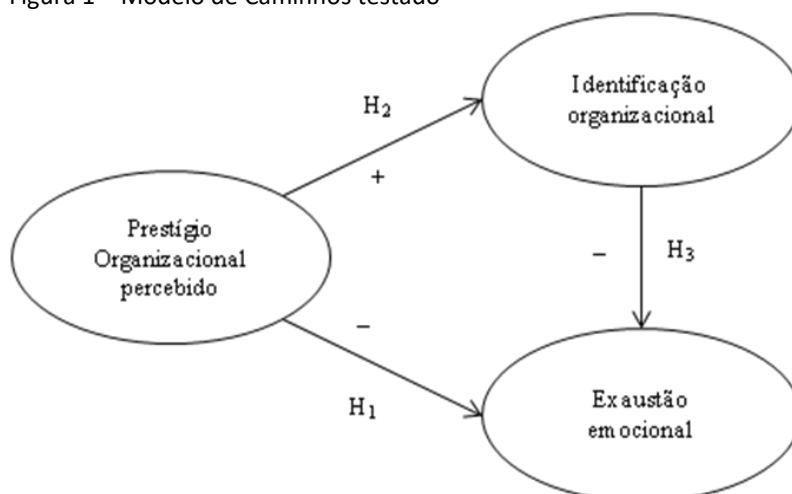 Figura 1 – Modelo de Caminhos testado
Identificação
organizacional
H₂
+
Prestígio
Organizacional
percebido
–
H₃
–
H₁
Exaustão
emocional